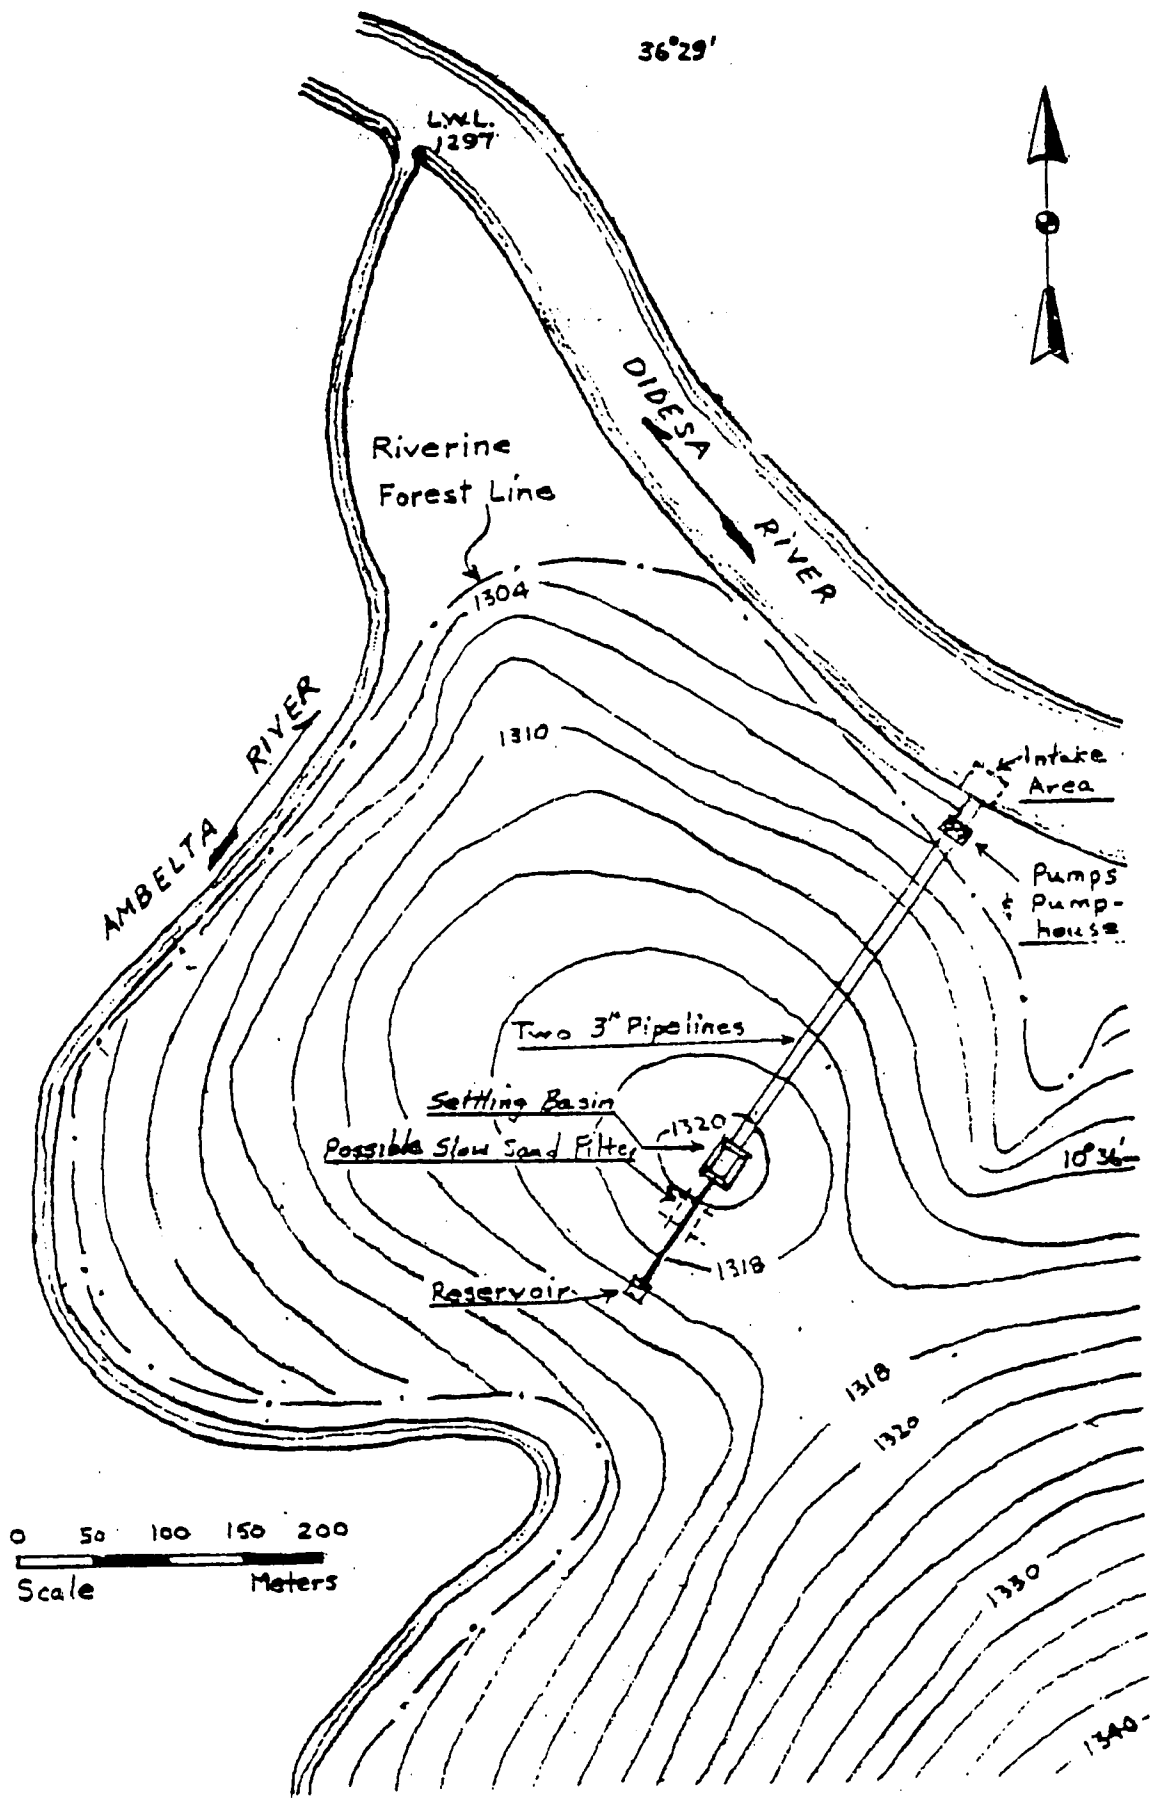 36°29'
L.W.L.
1297
DIDESA
RIVER
Riverine
Forest Line
1304
AMBELTA
RIVER
1310
Intake
Area
Pumps
& Pump-
house
Two 3" Pipelines
Settling Basin
1320
Possible Slow Sand Filter
10°36'
1318
Reservoir
1318
1320
0 50 100 150 200
Scale Meters
1330
1340